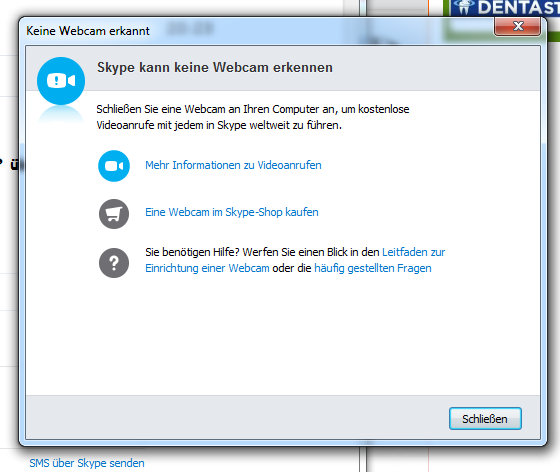 DENTAST
Keine Webcam erkannt
Skype kann keine Webcam erkennen
Schließen Sie eine Webcam an Ihren Computer an, um kostenlose
Videoanrufe mit jedem in Skype weltweit zu führen.
Mehr Informationen zu Videoanrufen
Eine Webcam im Skype-Shop kaufen
Sie benötigen Hilfe? Werfen Sie einen Blick in den Leitfaden zur
Einrichtung einer Webcam oder die häufig gestellten Fragen
Schließen
SMS über Skype senden